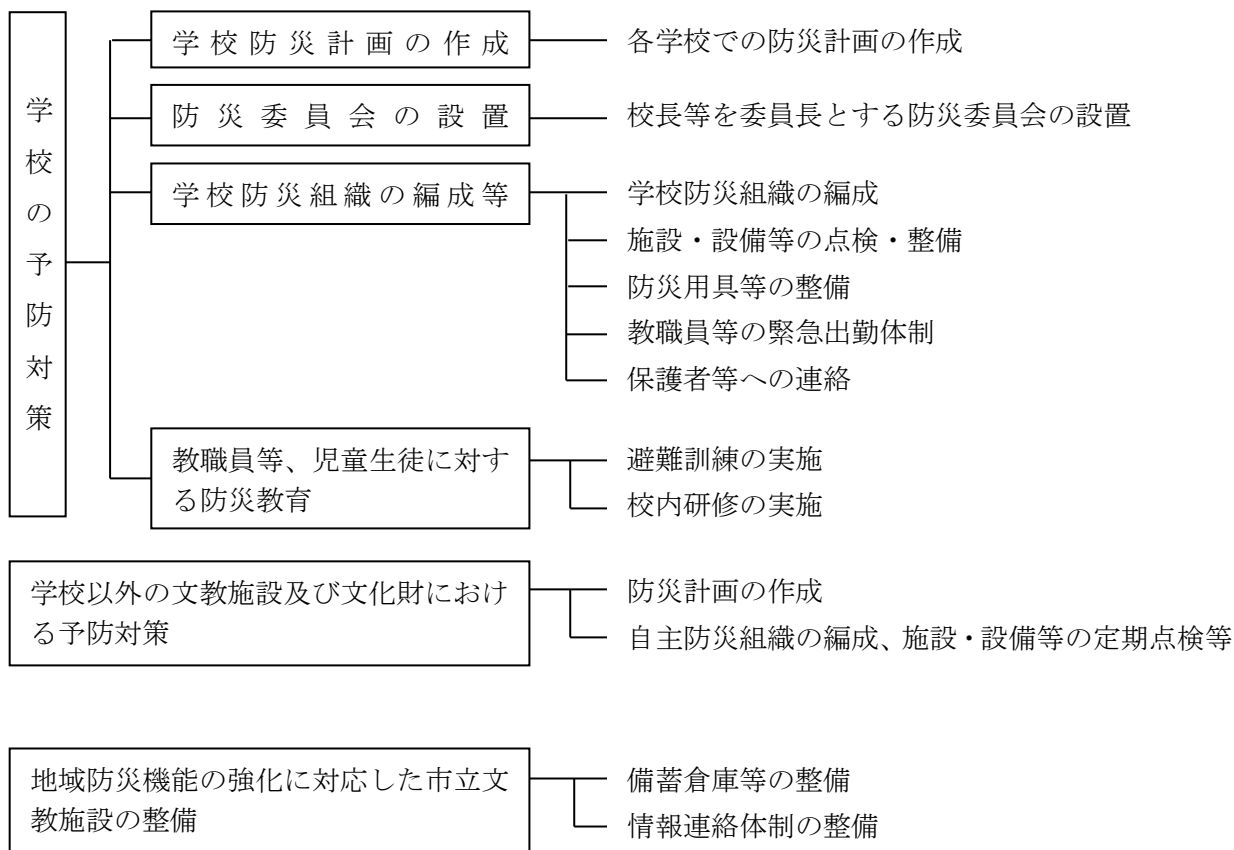 学校の予防対策
学校防災計画の作成
各学校での防災計画の作成
防災委員会の設置
校長等を委員長とする防災委員会の設置
学校防災組織の編成等
学校防災組織の編成
施設・設備等の点検・整備
防災用具等の整備
教職員等の緊急出勤体制
保護者等への連絡
教職員等、児童生徒に対す
る防災教育
避難訓練の実施
校内研修の実施
学校以外の文教施設及び文化財におけ
る予防対策
防災計画の作成
自主防災組織の編成、施設・設備等の定期点検等
地域防災機能の強化に対応した市立文
教施設の整備
備蓄倉庫等の整備
情報連絡体制の整備